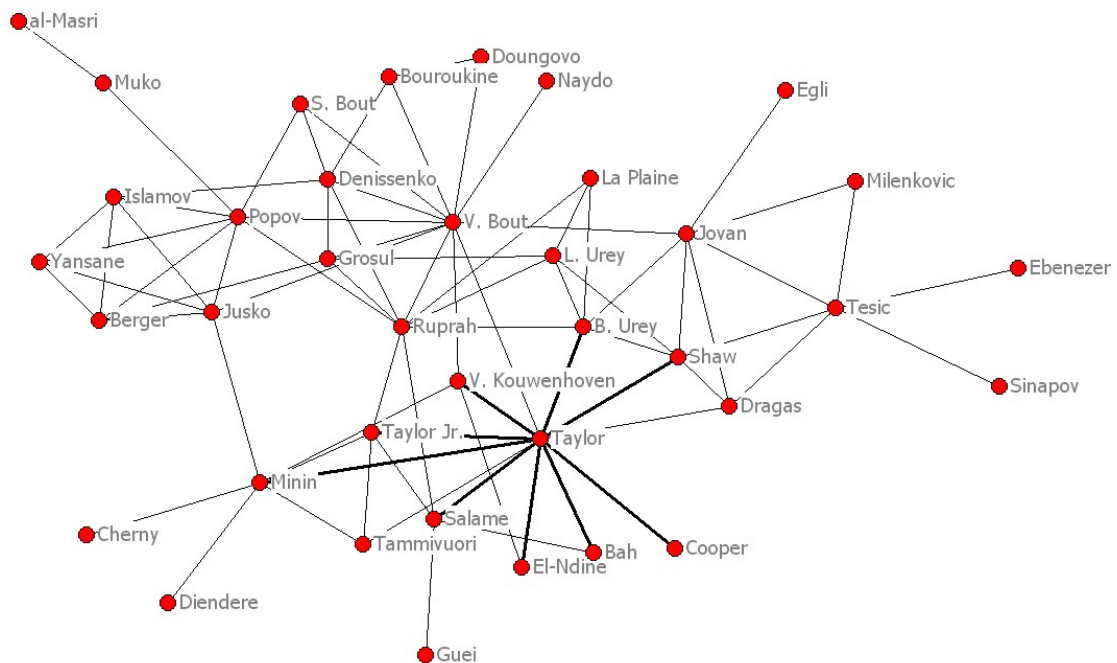 al-Masri
Doungovo
Bouroukine
Muko
Naydo
Egli
S. Bout
Denissenko
La Plaine
Milenkovic
Islamov
Popov
V. Bout
Jovan
Grosul
L. Urey
Yansane
Ebenezer
Tesic
Berger
Jusko
Ruprah
B. Urey
Shaw
V. Kouwenhoven
Sinapov
Dragas
Taylor Jr.
Taylor
Minin
Salame
Cherny
Tammivuori
Cooper
Bah
El-Ndine
Diendere
Guei